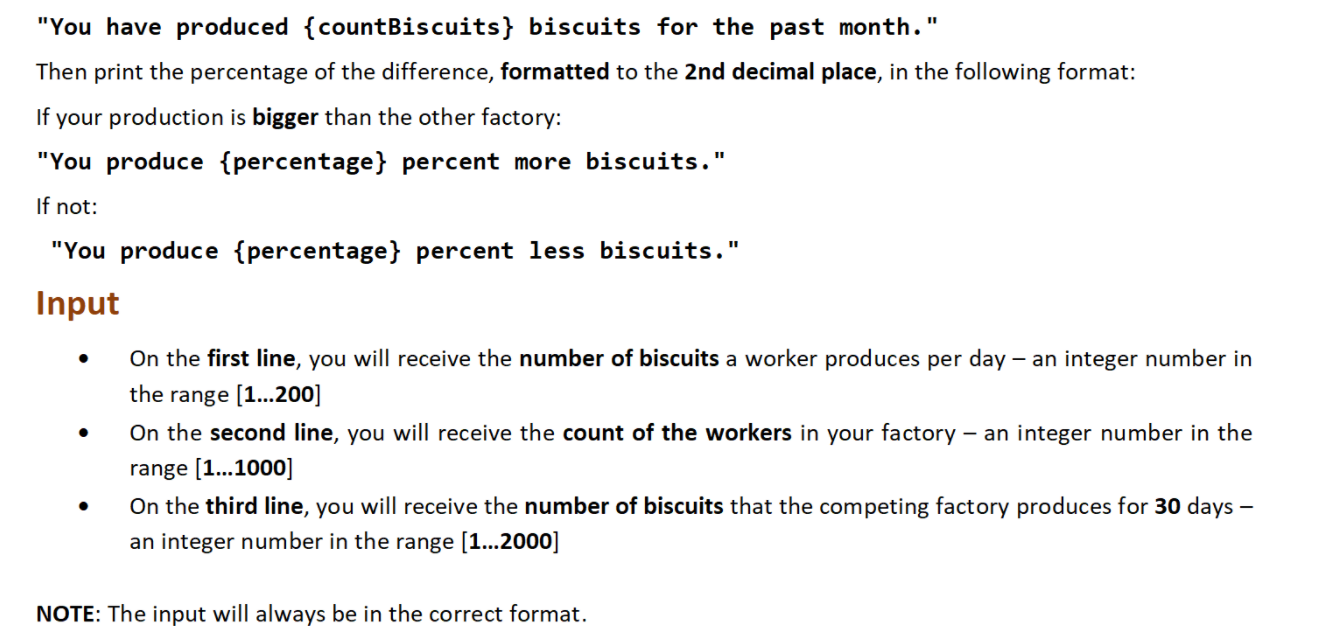 "You have produced {countBiscuits} biscuits for the past month."
Then print the percentage of the difference, formatted to the 2nd decimal place, in the following format:
If your production is bigger than the other factory:
"You produce {percentage} percent more biscuits."
If not:
"You produce {percentage} percent less biscuits."
Input
• On the first line, you will receive the number of biscuits a worker produces per day – an integer number in
the range [1…200]
• On the second line, you will receive the count of the workers in your factory – an integer number in the
range [1…1000]
• On the third line, you will receive the number of biscuits that the competing factory produces for 30 days –
an integer number in the range [1…2000]
NOTE: The input will always be in the correct format.